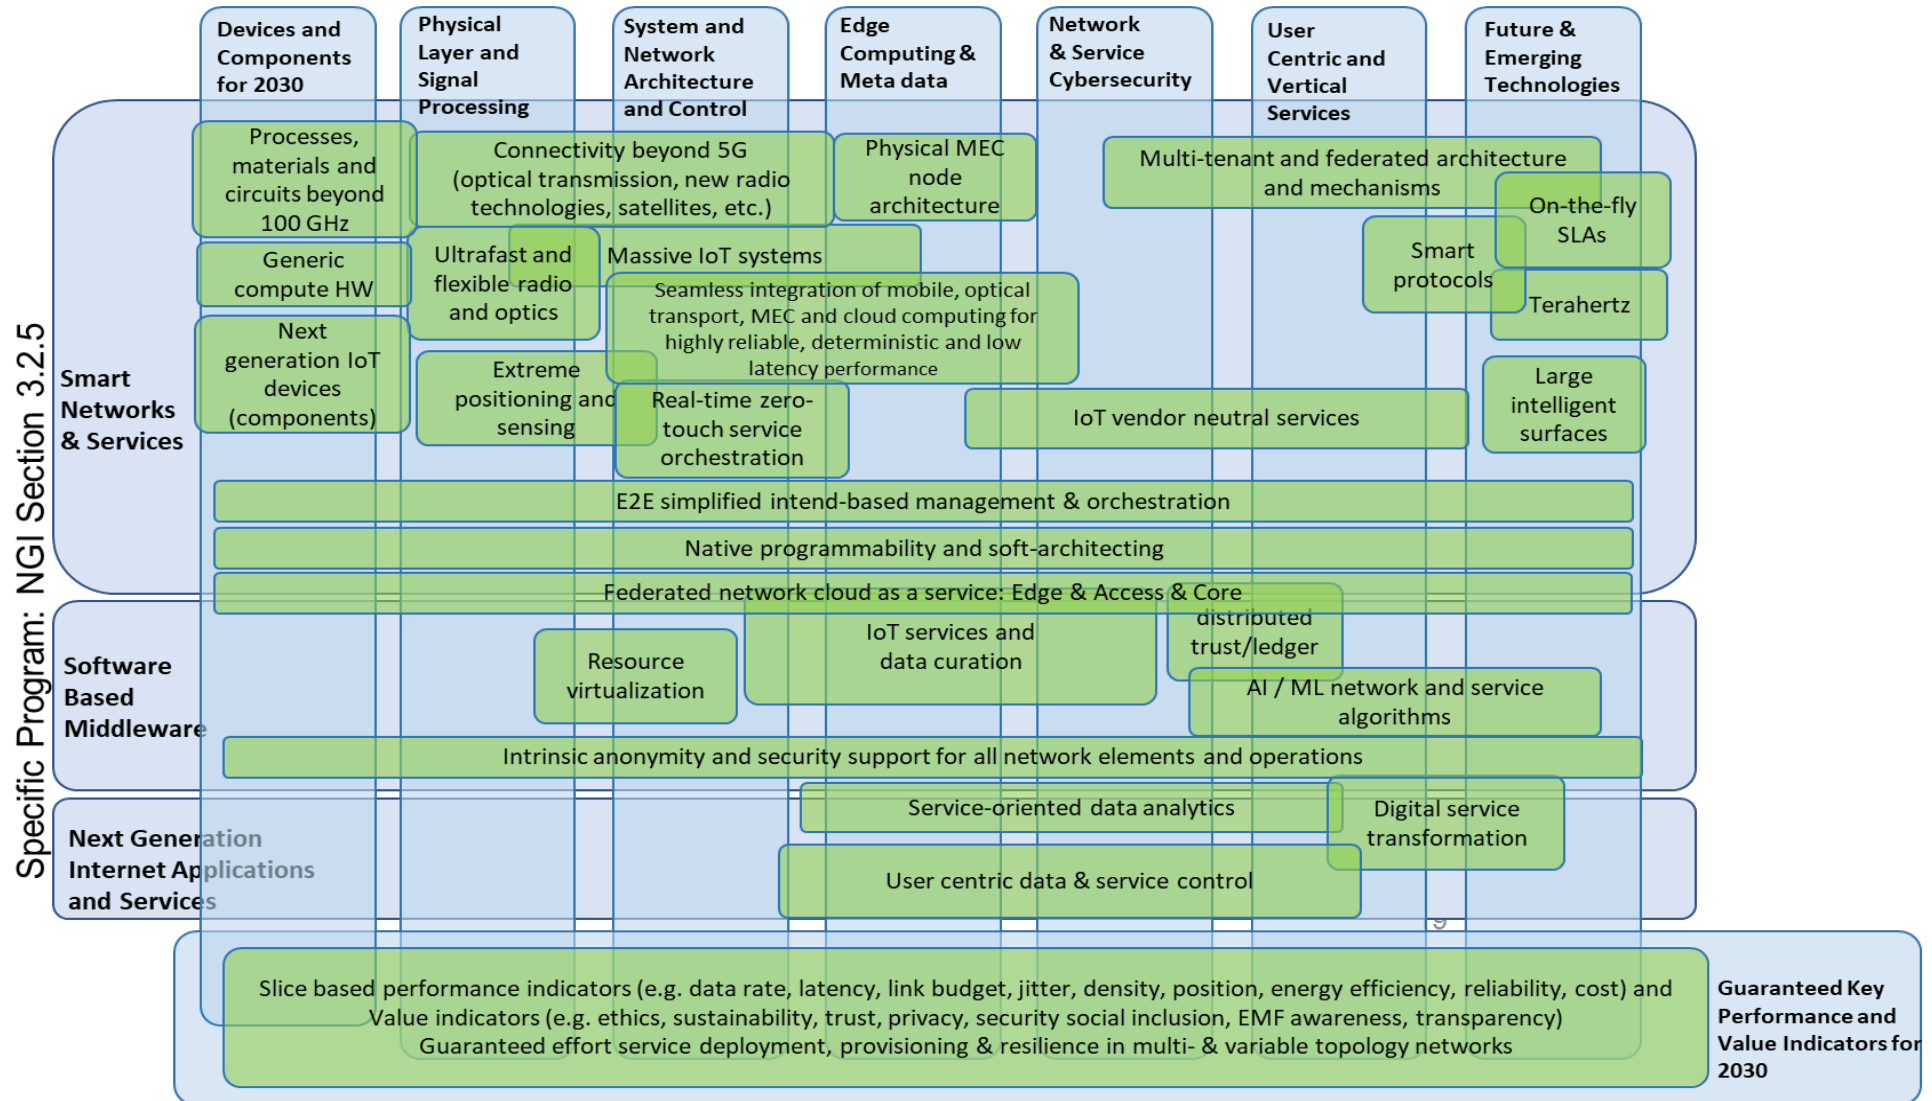 Devices and
Components
for 2030
Physical
Layer and
Signal
Processing
System and
Network
Architecture
and Control
Edge
Computing &
Meta data
Network
& Service
Cybersecurity
User
Centric and
Vertical
Services
Future &
Emerging
Technologies
Specific Program: NGI Section 3.2.5
Smart
Networks
& Services
Processes,
materials and
circuits beyond
100 GHz
Connectivity beyond 5G
(optical transmission, new radio
technologies, satellites, etc.)
Physical MEC
node
architecture
Multi-tenant and federated architecture
and mechanisms
On-the-fly
SLAs
Generic
compute HW
Ultrafast and
flexible radio
and optics
Massive IoT systems
Smart
protocols
Terahertz
Seamless integration of mobile, optical
transport, MEC and cloud computing for
highly reliable, deterministic and low
latency performance
Next
generation IoT
devices
(components)
Extreme
positioning and
sensing
Real-time zero-
touch service
orchestration
IoT vendor neutral services
Large
intelligent
surfaces
E2E simplified intend-based management & orchestration
Native programmability and soft-architecting
Federated network cloud as a service: Edge & Access & Core
Software
Based
Middleware
Resource
virtualization
IoT services and
data curation
distributed
trust/ledger
AI / ML network and service
algorithms
Intrinsic anonymity and security support for all network elements and operations
Next Generation
Internet Applications
and Services
Service-oriented data analytics
Digital service
transformation
User centric data & service control
9
Slice based performance indicators (e.g. data rate, latency, link budget, jitter, density, position, energy efficiency, reliability, cost) and
Value indicators (e.g. ethics, sustainability, trust, privacy, security social inclusion, EMF awareness, transparency)
Guaranteed effort service deployment, provisioning & resilience in multi- & variable topology networks
Guaranteed Key
Performance and
Value Indicators for
2030